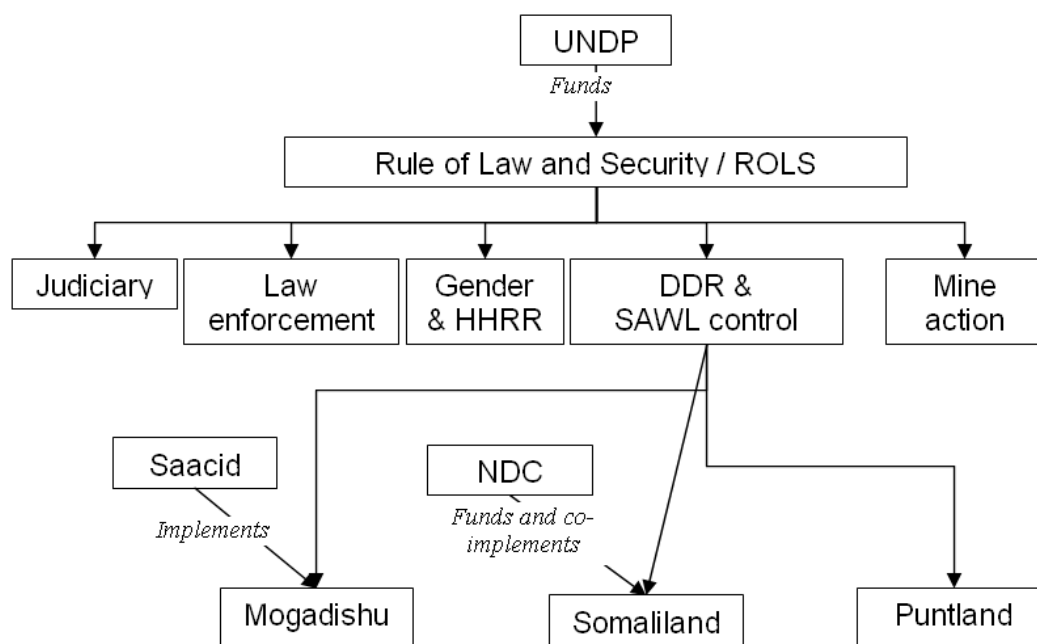 UNDP
Funds
Rule of Law and Security / ROLS
Judiciary
Law
enforcement
Gender
& HHRR
DDR &
SAWL control
Mine
action
Saacid
NDC
Implements
Funds and co-
implements
Mogadishu
Somaliland
Puntland